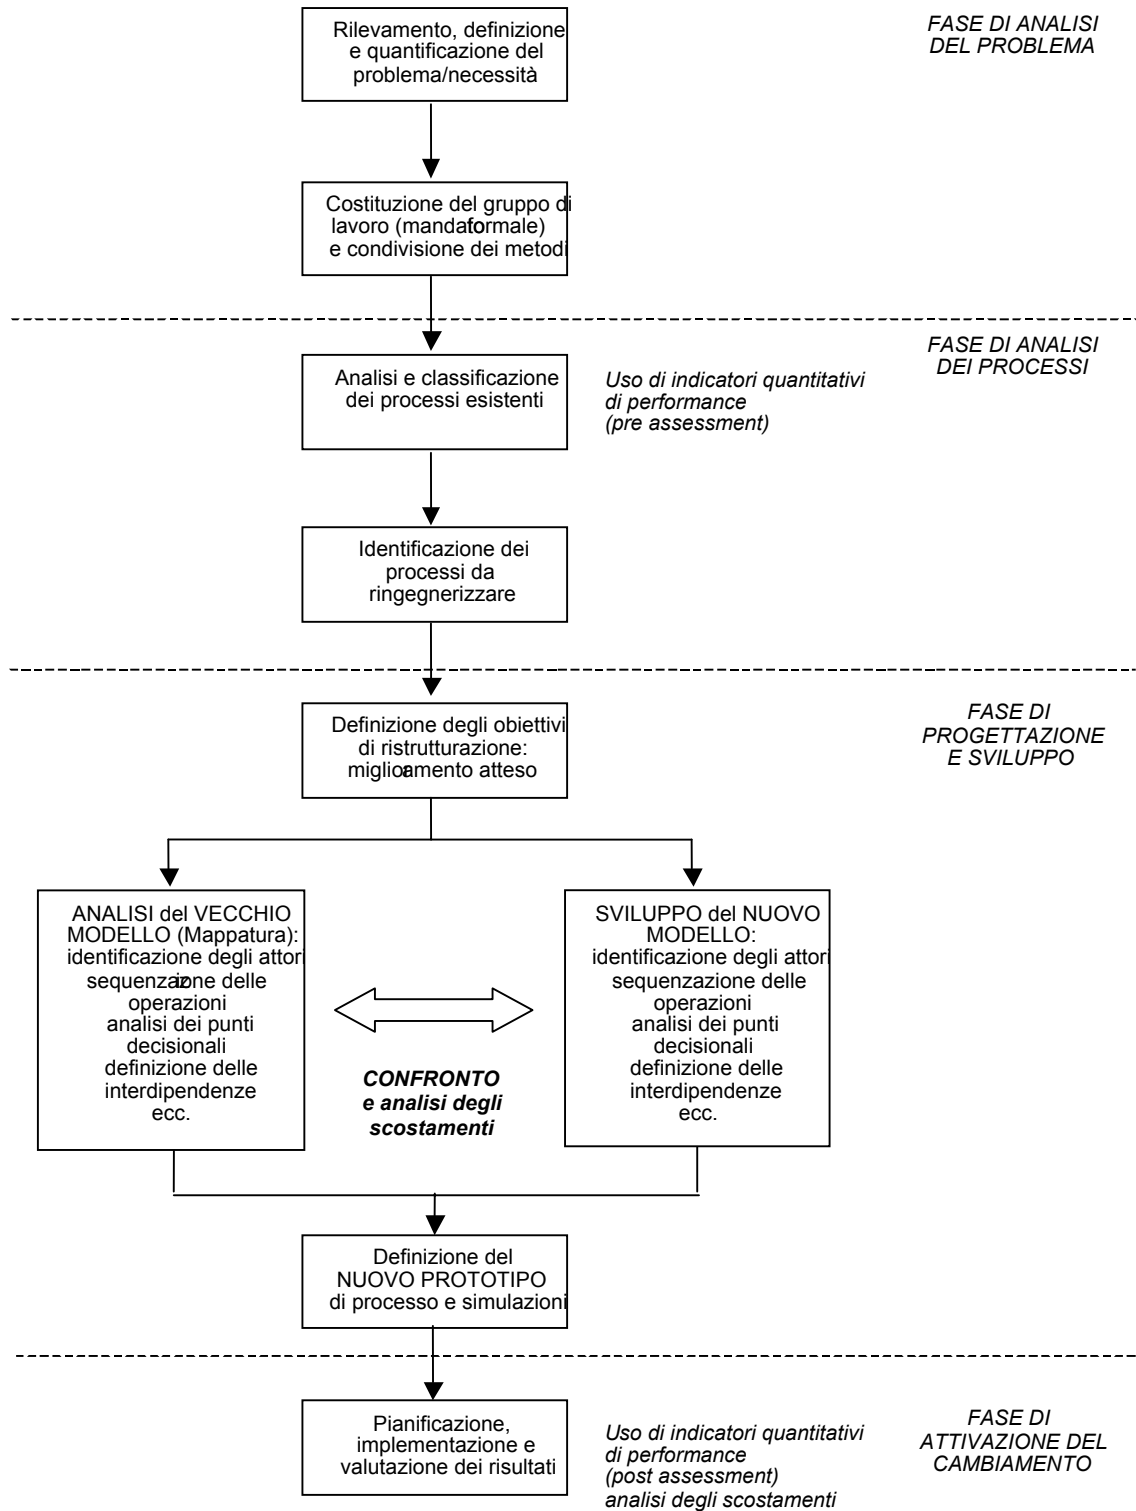 Rilevamento, definizione
e quantificazione del
problema/necessità
FASE DI ANALISI
DEL PROBLEMA
Costituzione del gruppo di
lavoro (mandaformale)
e condivisione dei metodi
FASE DI ANALISI
DEI PROCESSI
Analisi e classificazione
dei processi esistenti
Uso di indicatori quantitativi
di performance
(pre assessment)
Identificazione dei
processi da
ringegnerizzare
Definizione degli obiettivi
di ristrutturazione:
miglioramento atteso
FASE DI
PROGETTAZIONE
E SVILUPPO
ANALISI del VECCHIO
MODELLO (Mappatura):
identificazione degli attori
sequenzazione delle
operazioni
analisi dei punti
decisionali
definizione delle
interdipendenze
ecc.
CONFRONTO
e analisi degli
scostamenti
SVILUPPO del NUOVO
MODELLO:
identificazione degli attori
sequenzazione delle
operazioni
analisi dei punti
decisionali
definizione delle
interdipendenze
ecc.
Definizione del
NUOVO PROTOTIPO
di processo e simulazioni
Pianificazione,
implementazione e
valutazione dei risultati
Uso di indicatori quantitativi
di performance
(post assessment)
analisi degli scostamenti
FASE DI
ATTIVAZIONE DEL
CAMBIAMENTO